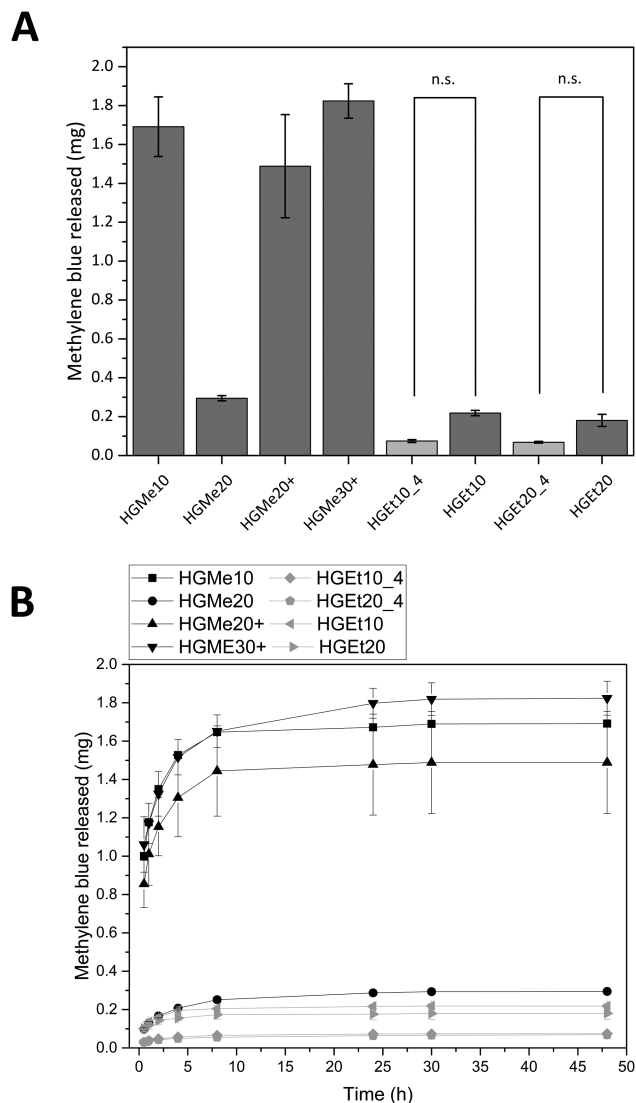 A
Methylene blue released (mg)
2.0
1.8
1.6
1.4
1.2
1.0
0.8
0.6
0.4
0.2
0.0
n.s.
n.s.
HGMe10
HGMe20
HGMe20+
HGMe30+
HGEt10_4
HGEt10
HGEt20_4
HGEt20
B
HGMe10 HGEt10_4
HGMe20 HGEt20_4
HGMe20+ HGEt10
HGME30+ HGEt20
Methylene blue released (mg)
2.0
1.8
1.6
1.4
1.2
1.0
0.8
0.6
0.4
0.2
0.0
0 5 10 15 20 25 30 35 40 45 50
Time (h)